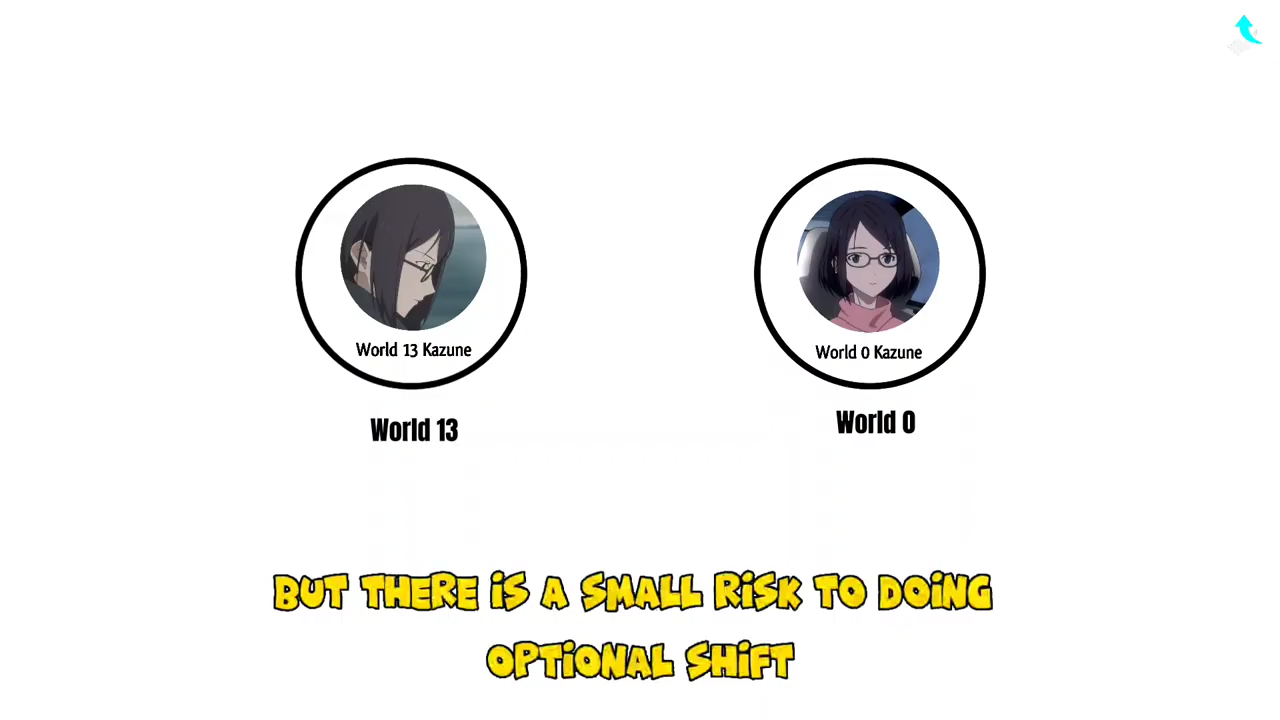 World 13 Kazune
World 0 Kazune
World 13
World 0
BUT THERE iS A SMALL RiSK TO DOiNG
OPTiONAL SHiFT